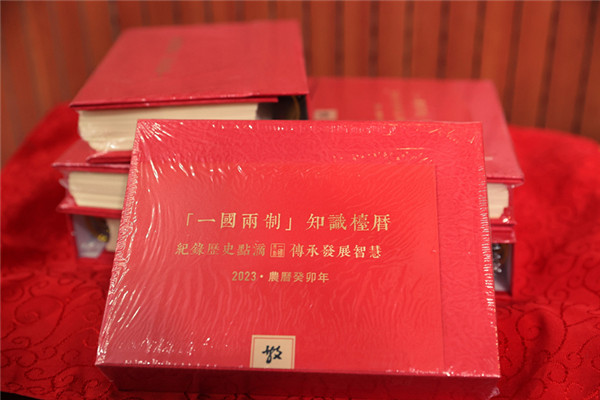 「一國兩制」知識檯曆
紀錄歷史點滴 傳承發展智慧
2023·農曆癸卯年